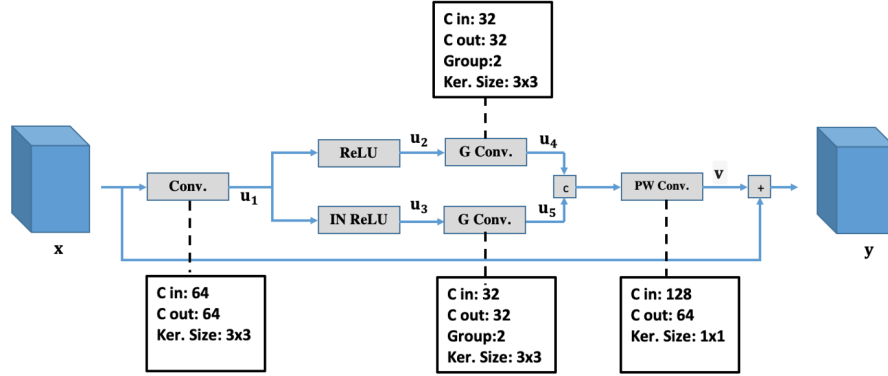 C in: 32
C out: 32
Group:2
Ker. Size: 3x3
ReLU
u2
G Conv.
u4
x
Conv.
u1
c
PW Conv.
v
+
y
IN ReLU
u3
G Conv.
u5
C in: 64
C out: 64
Ker. Size: 3x3
C in: 32
C out: 32
Group:2
Ker. Size: 3x3
C in: 128
C out: 64
Ker. Size: 1x1